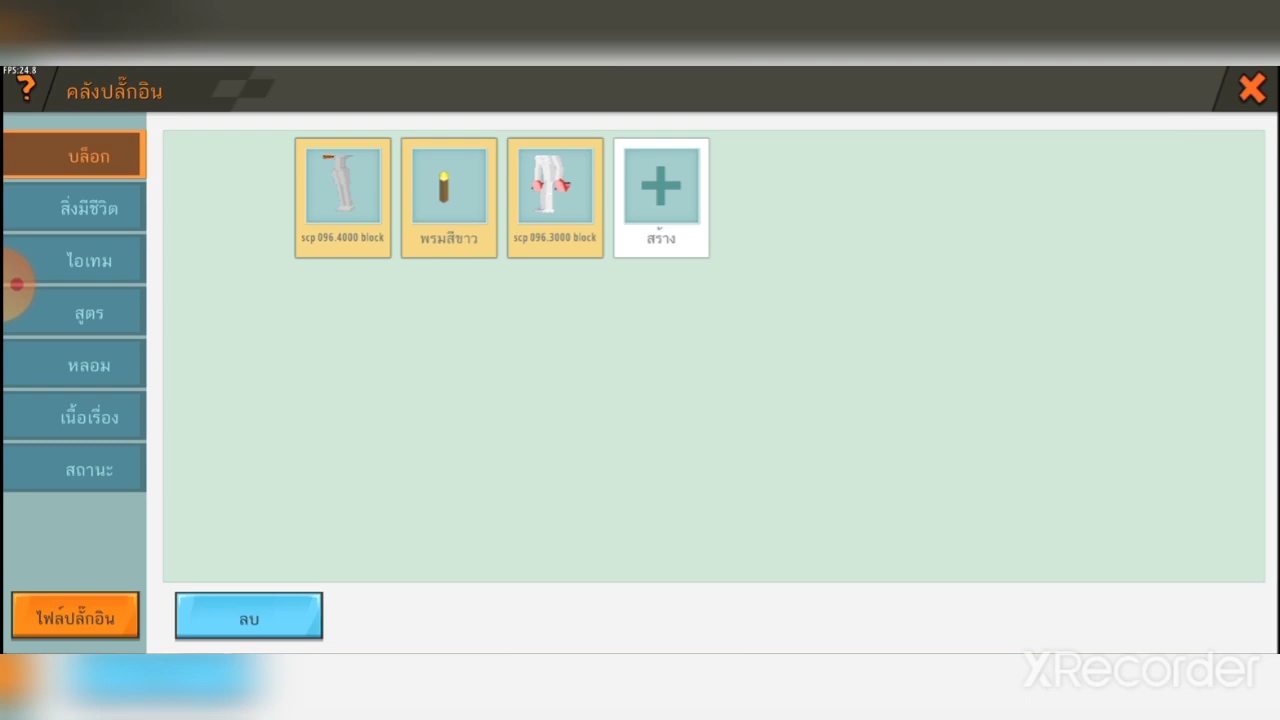 FPS:24.8
?
คลังปลั๊กอิน
บล็อก
สิ่งมีชีวิต
ไอเทม
สูตร
หลอม
เนื้อเรื่อง
สถานะ
scp 096.4000 block
พรมสีขาว
scp 096.3000 block
สร้าง
ไฟล์ปลั๊กอิน
ลบ
XRecorder